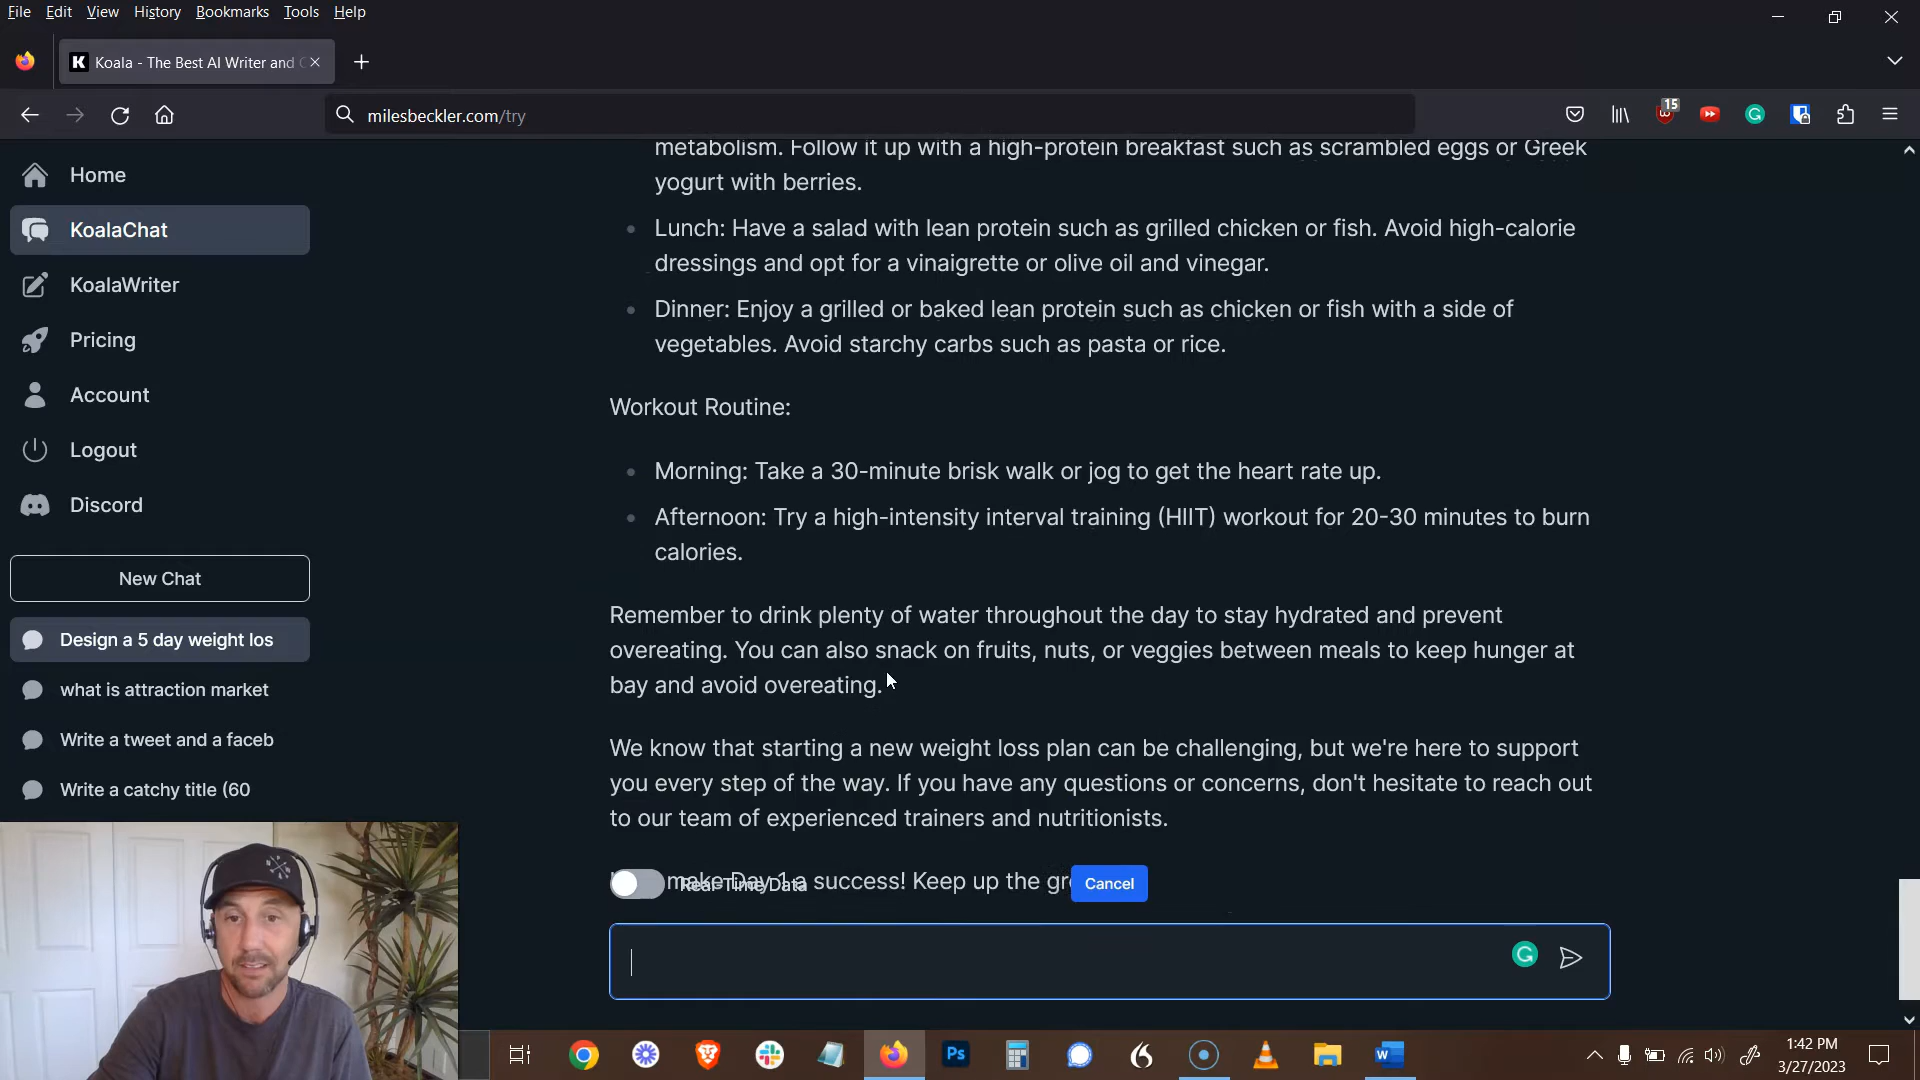 File Edit View History Bookmarks Tools Help
K Koala - The Best AI Writer and
milesbeckler.com/try
15
Home
KoalaChat
KoalaWriter
Pricing
Account
Logout
Discord
New Chat
Design a 5 day weight los
what is attraction market
Write a tweet and a faceb
Write a catchy title (60
metabolism. Follow it up with a high-protein breakfast such as scrambled eggs or Greek
yogurt with berries.
Lunch: Have a salad with lean protein such as grilled chicken or fish. Avoid high-calorie
dressings and opt for a vinaigrette or olive oil and vinegar.
Dinner: Enjoy a grilled or baked lean protein such as chicken or fish with a side of
vegetables. Avoid starchy carbs such as pasta or rice.
Workout Routine:
Morning: Take a 30-minute brisk walk or jog to get the heart rate up.
Afternoon: Try a high-intensity interval training (HIIT) workout for 20-30 minutes to burn
calories.
Remember to drink plenty of water throughout the day to stay hydrated and prevent
overeating. You can also snack on fruits, nuts, or veggies between meals to keep hunger at
bay and avoid overeating.
We know that starting a new weight loss plan can be challenging, but we're here to support
you every step of the way. If you have any questions or concerns, don't hesitate to reach out
to our team of experienced trainers and nutritionists.
make Day 1 a success! Keep up the gr
Real-Time Data
Cancel
Ps
1:42 PM
3/27/2023